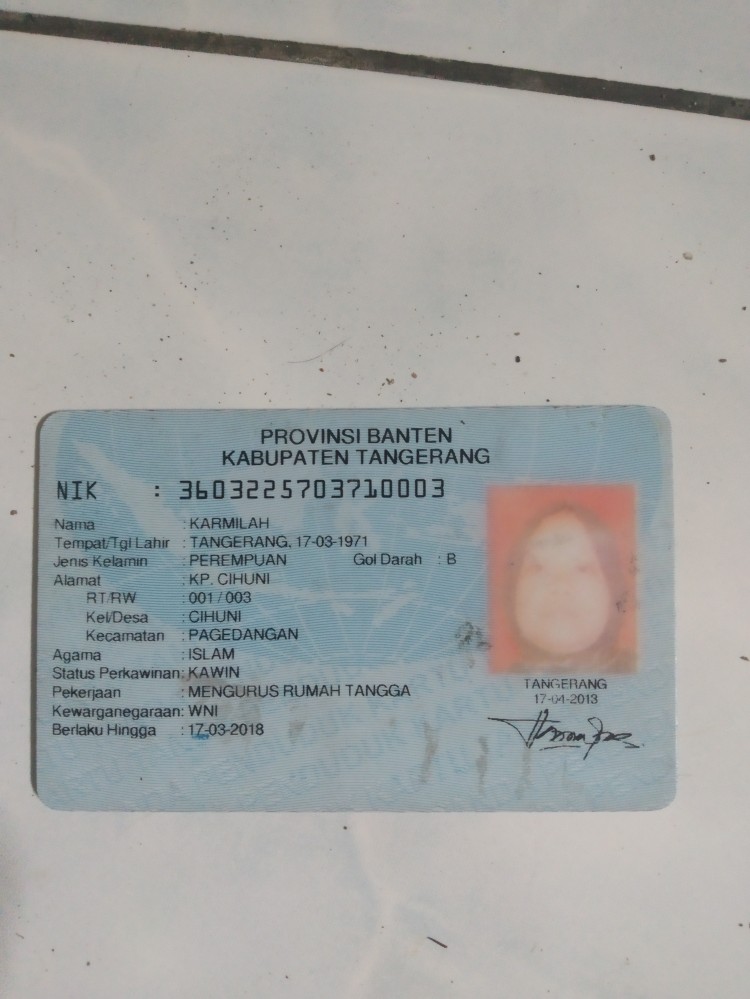 PROVINSI BANTEN
KABUPATEN TANGERANG
NIK : 3603225703710003
Nama : KARMILAH
Tempat/Tgl Lahir : TANGERANG, 17-03-1971
Jenis Kelamin : PEREMPUAN Gol Darah : B
Alamat : KP. CIHUNI
RT/RW : 001 / 003
Kel/Desa : CIHUNI
Kecamatan : PAGEDANGAN
Agama : ISLAM
Status Perkawinan: KAWIN
Pekerjaan : MENGURUS RUMAH TANGGA
Kewarganegaraan: WNI
Berlaku Hingga : 17-03-2018
TANGERANG
17-04-2013